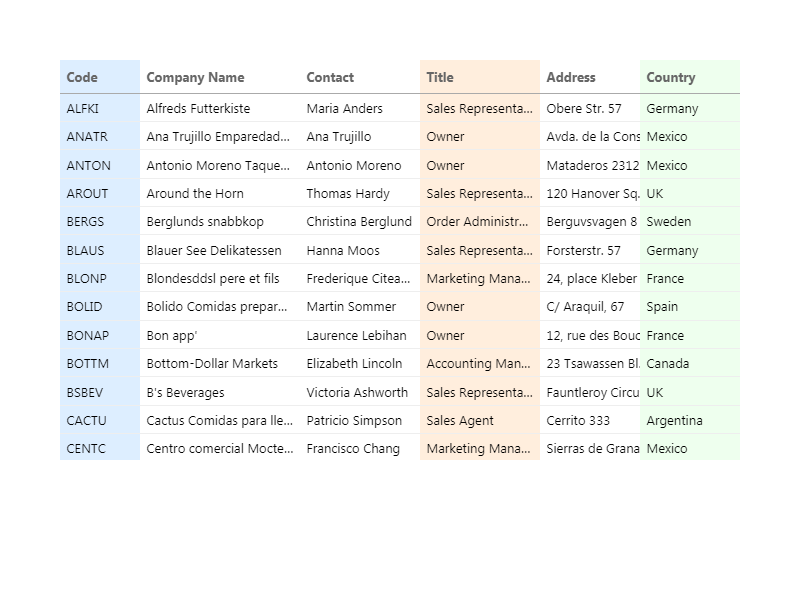 Code Company Name Contact Title Address Country
ALFKI Alfreds Futterkiste Maria Anders Sales Representa... Obere Str. 57 Germany
ANATR Ana Trujillo Emparedad... Ana Trujillo Owner Avda. de la Cons Mexico
ANTON Antonio Moreno Taque... Antonio Moreno Owner Mataderos 2312 Mexico
AROUT Around the Horn Thomas Hardy Sales Representa... 120 Hanover Sq. UK
BERGS Berglunds snabbkop Christina Berglund Order Administr... Berguvsvagen 8 Sweden
BLAUS Blauer See Delikatessen Hanna Moos Sales Representa... Forsterstr. 57 Germany
BLONP Blondesddsl pere et fils Frederique Citea... Marketing Mana... 24, place Kleber France
BOLID Bolido Comidas prepar... Martin Sommer Owner C/ Araquil, 67 Spain
BONAP Bon app' Laurence Lebihan Owner 12, rue des Bouc France
BOTTM Bottom-Dollar Markets Elizabeth Lincoln Accounting Man... 23 Tsawassen Bl. Canada
BSBEV B's Beverages Victoria Ashworth Sales Representa... Fauntleroy Circu UK
CACTU Cactus Comidas para lle... Patricio Simpson Sales Agent Cerrito 333 Argentina
CENTC Centro comercial Mocte... Francisco Chang Marketing Mana... Sierras de Grana Mexico